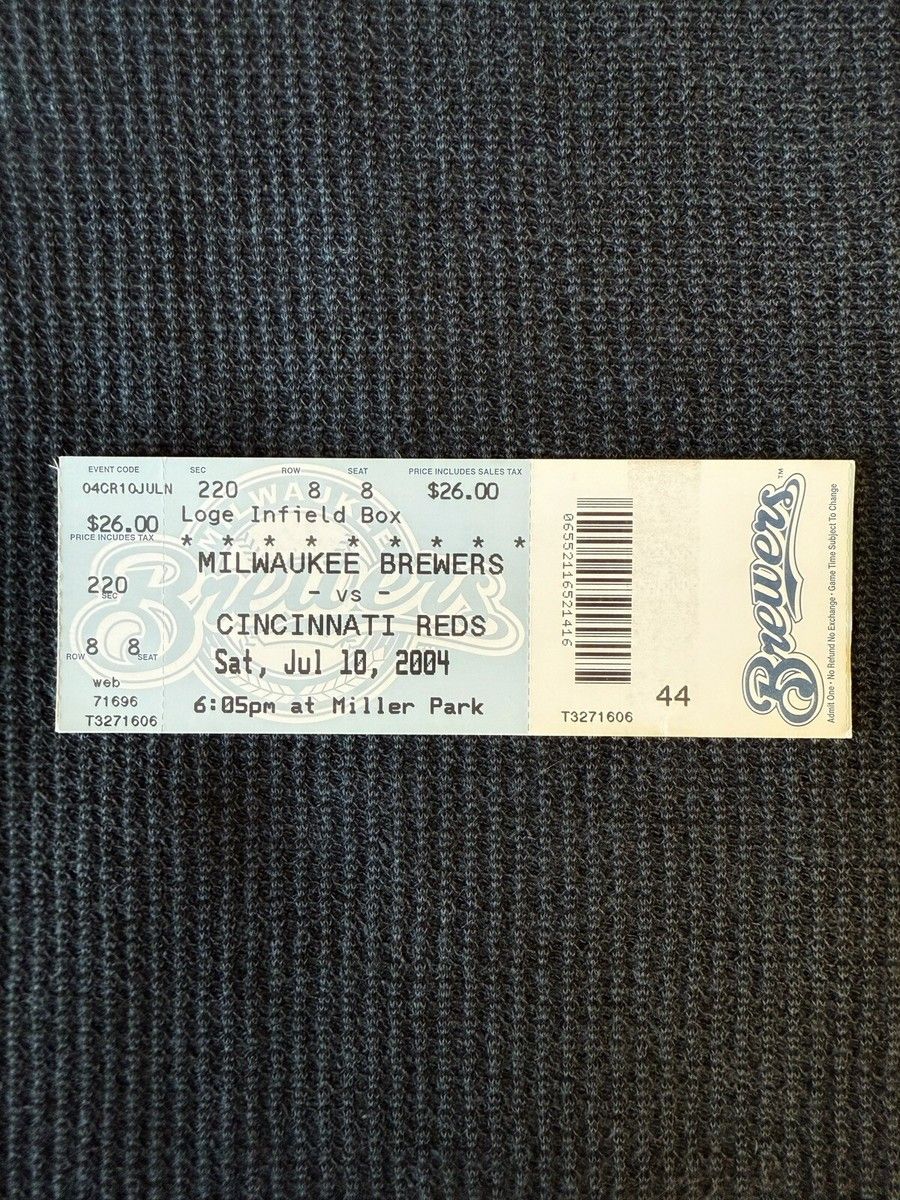 EVENT CODE SEC ROW SEAT PRICE INCLUDES SALES TAX
04CR10JULN 220 8 8 $26.00
$26.00 Loge Infield Box
PRICE INCLUDES TAX
* * * * * * * * * *
MILWAUKEE BREWERS
220
SEC
- vs -
CINCINNATI REDS
ROW 8 8 SEAT
Sat, Jul 10, 2004
web
71696
6:05pm at Miller Park
T3271606
MILWAUKEE
Brewers
06552116521416
T3271606
44
Brewers™
Admit One • No Refund No Exchange • Game Time Subject To Change